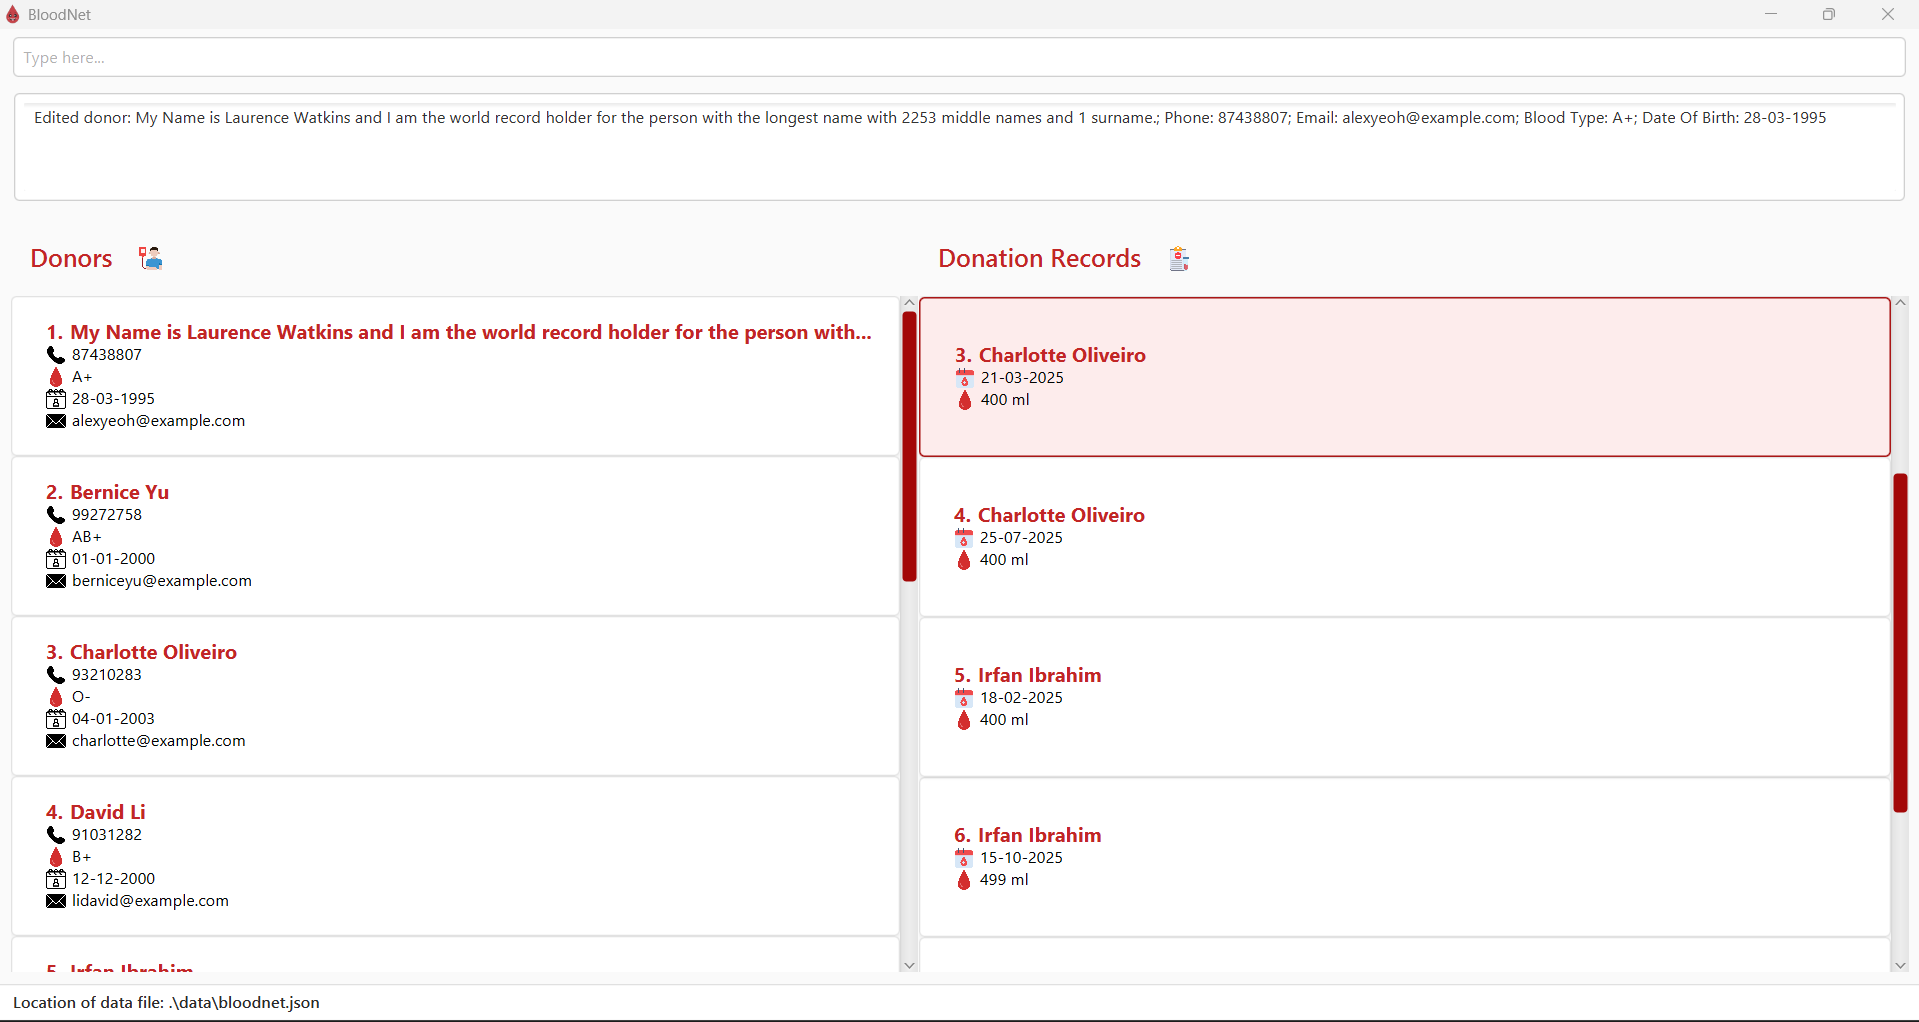 BloodNet
Type here...
Edited donor: My Name is Laurence Watkins and I am the world record holder for the person with the longest name with 2253 middle names and 1 surname.; Phone: 87438807; Email: alexyeoh@example.com; Blood Type: A+; Date Of Birth: 28-03-1995
Donors
1. My Name is Laurence Watkins and I am the world record holder for the person with...
87438807
A+
28-03-1995
alexyeoh@example.com
2. Bernice Yu
99272758
AB+
01-01-2000
berniceyu@example.com
3. Charlotte Oliveiro
93210283
O-
04-01-2003
charlotte@example.com
4. David Li
91031282
B+
12-12-2000
lidavid@example.com
5. Irfan Ibrahim
Donation Records
3. Charlotte Oliveiro
21-03-2025
400 ml
4. Charlotte Oliveiro
25-07-2025
400 ml
5. Irfan Ibrahim
18-02-2025
400 ml
6. Irfan Ibrahim
15-10-2025
499 ml
Location of data file: .\data\bloodnet.json